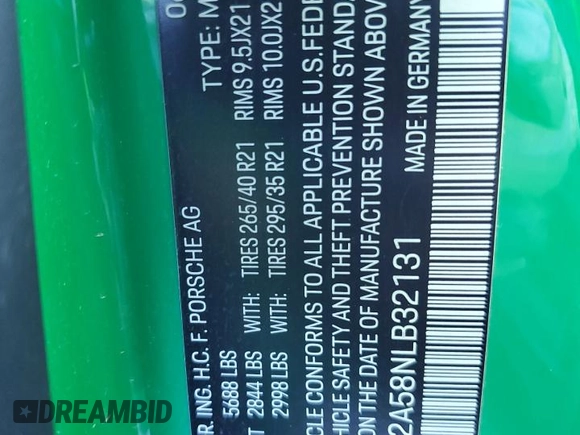 R. ING. H.C. F. PORSCHE AG
5688 LBS
2844 LBS WITH: TIRES 265/40 R21 RIMS 9.5JX21
2998 LBS WITH: TIRES 295/35 R21 RIMS 10.0JX2
CLE CONFORMS TO ALL APPLICABLE U.S. FEDE
HICLE SAFETY AND THEFT PREVENTION STANDA
ON THE DATE OF MANUFACTURE SHOWN ABOVE
2A58NLB32131 MADE IN GERMANY
TYPE: M
DREAMBID